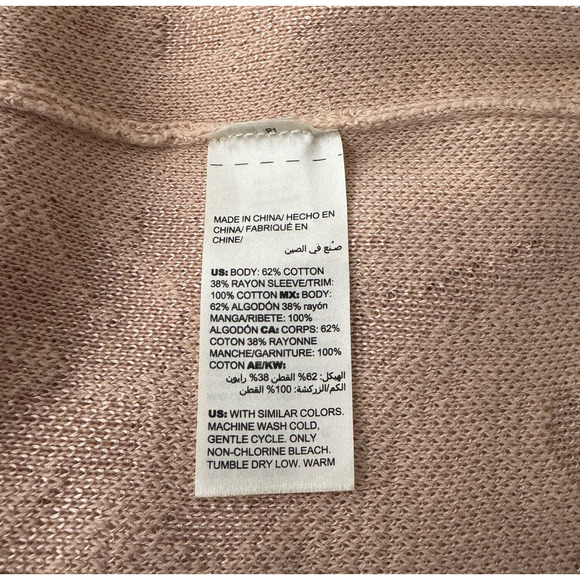 MADE IN CHINA/ HECHO EN
CHINA/ FABRIQUÉ EN
CHINE/
صنع في الصين
US: BODY: 62% COTTON
38% RAYON SLEEVE/TRIM:
100% COTTON MX: BODY:
62% ALGODÓN 38% rayón
MANGA/RIBETE: 100%
ALGODÓN CA: CORPS: 62%
COTON 38% RAYONNE
MANCHE/GARNITURE: 100%
COTON AE/KW:
الهيكل: 62% القطن 38% رايون
الكم/الزركشة: 100% القطن
US: WITH SIMILAR COLORS.
MACHINE WASH COLD,
GENTLE CYCLE. ONLY
NON-CHLORINE BLEACH.
TUMBLE DRY LOW. WARM